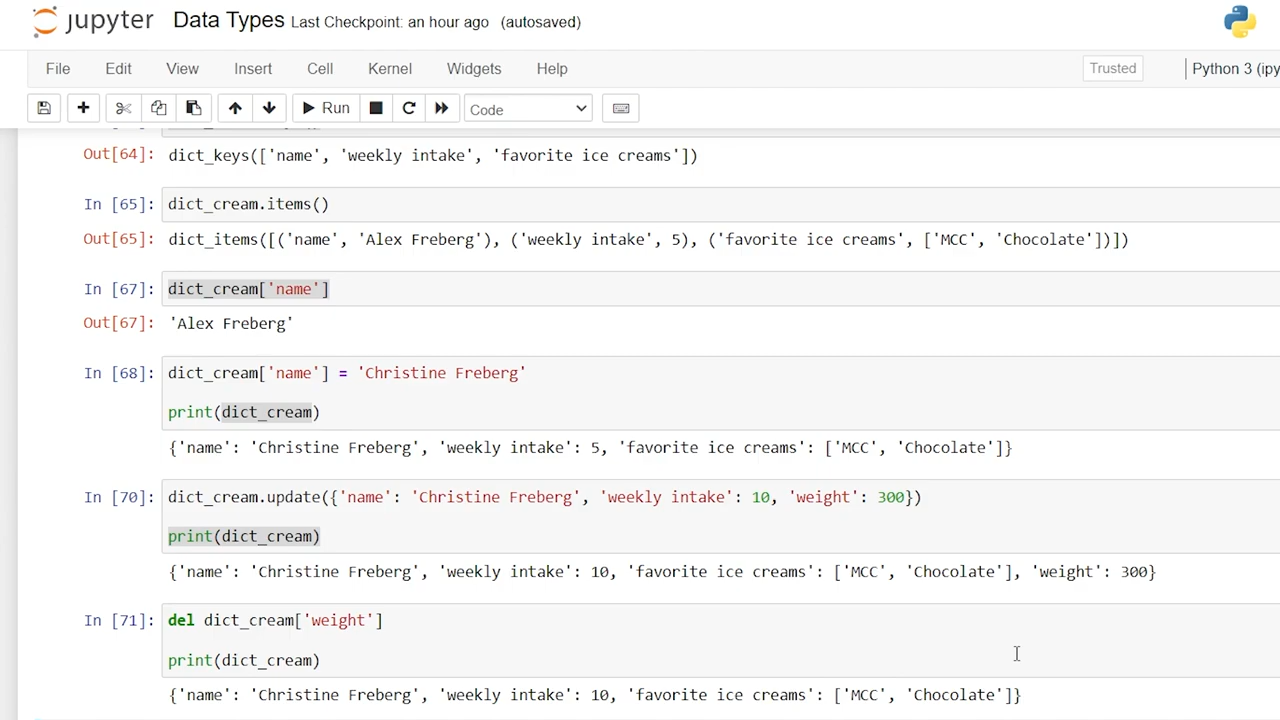 jupyter Data Types Last Checkpoint: an hour ago (autosaved)
File Edit View Insert Cell Kernel Widgets Help Trusted Python 3 (ipy
Run Code
Out[64]: dict_keys(['name', 'weekly intake', 'favorite ice creams'])
In [65]: dict_cream.items()
Out[65]: dict_items([('name', 'Alex Freberg'), ('weekly intake', 5), ('favorite ice creams', ['MCC', 'Chocolate'])])
In [67]: dict_cream['name']
Out[67]: 'Alex Freberg'
In [68]: dict_cream['name'] = 'Christine Freberg'
print(dict_cream)
{'name': 'Christine Freberg', 'weekly intake': 5, 'favorite ice creams': ['MCC', 'Chocolate']}
In [70]: dict_cream.update({'name': 'Christine Freberg', 'weekly intake': 10, 'weight': 300})
print(dict_cream)
{'name': 'Christine Freberg', 'weekly intake': 10, 'favorite ice creams': ['MCC', 'Chocolate'], 'weight': 300}
In [71]: del dict_cream['weight']
print(dict_cream)
{'name': 'Christine Freberg', 'weekly intake': 10, 'favorite ice creams': ['MCC', 'Chocolate']}